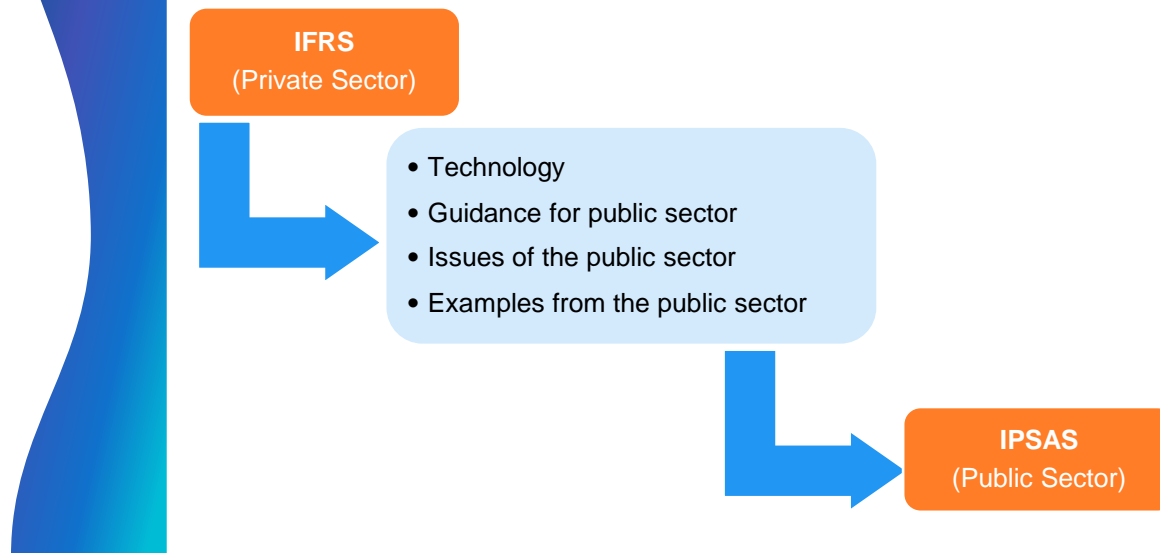 IFRS
(Private Sector)
• Technology
• Guidance for public sector
• Issues of the public sector
• Examples from the public sector
IPSAS
(Public Sector)